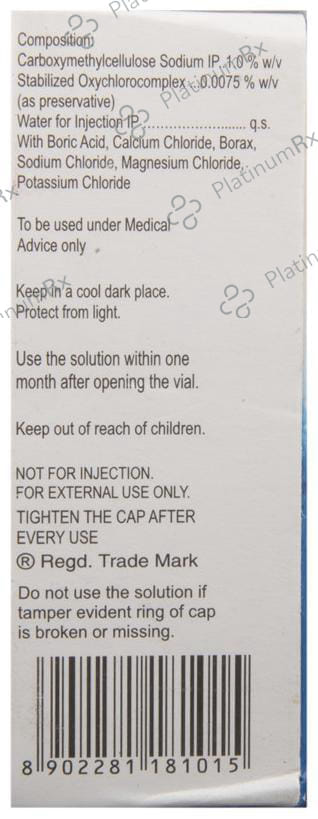 Composition:
Carboxymethylcellulose Sodium IP 1.0 % w/v
Stabilized Oxychlorocomplex 0.0075 % w/v
(as preservative)
Water for Injection IP.......................... q.s.
With Boric Acid, Calcium Chloride, Borax,
Sodium Chloride, Magnesium Chloride,
Potassium Chloride
To be used under Medical
Advice only
Keep in a cool dark place.
Protect from light.
Use the solution within one
month after opening the vial.
Keep out of reach of children.
NOT FOR INJECTION.
FOR EXTERNAL USE ONLY.
TIGHTEN THE CAP AFTER
EVERY USE
® Regd. Trade Mark
Do not use the solution if
tamper evident ring of cap
is broken or missing.
8 902281 181015
PlatinumRx
PlatinumRx